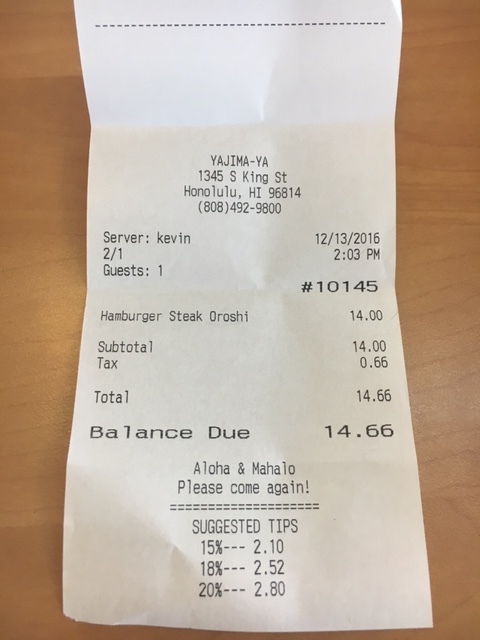 YAJIMA-YA
1345 S King St
Honolulu, HI 96814
(808)492-9800
Server: kevin 12/13/2016
2/1 2:03 PM
Guests: 1
#10145
Hamburger Steak Oroshi 14.00
Subtotal 14.00
Tax 0.66
Total 14.66
Balance Due 14.66
Aloha & Mahalo
Please come again!
====================
SUGGESTED TIPS
15%--- 2.10
18%--- 2.52
20%--- 2.80